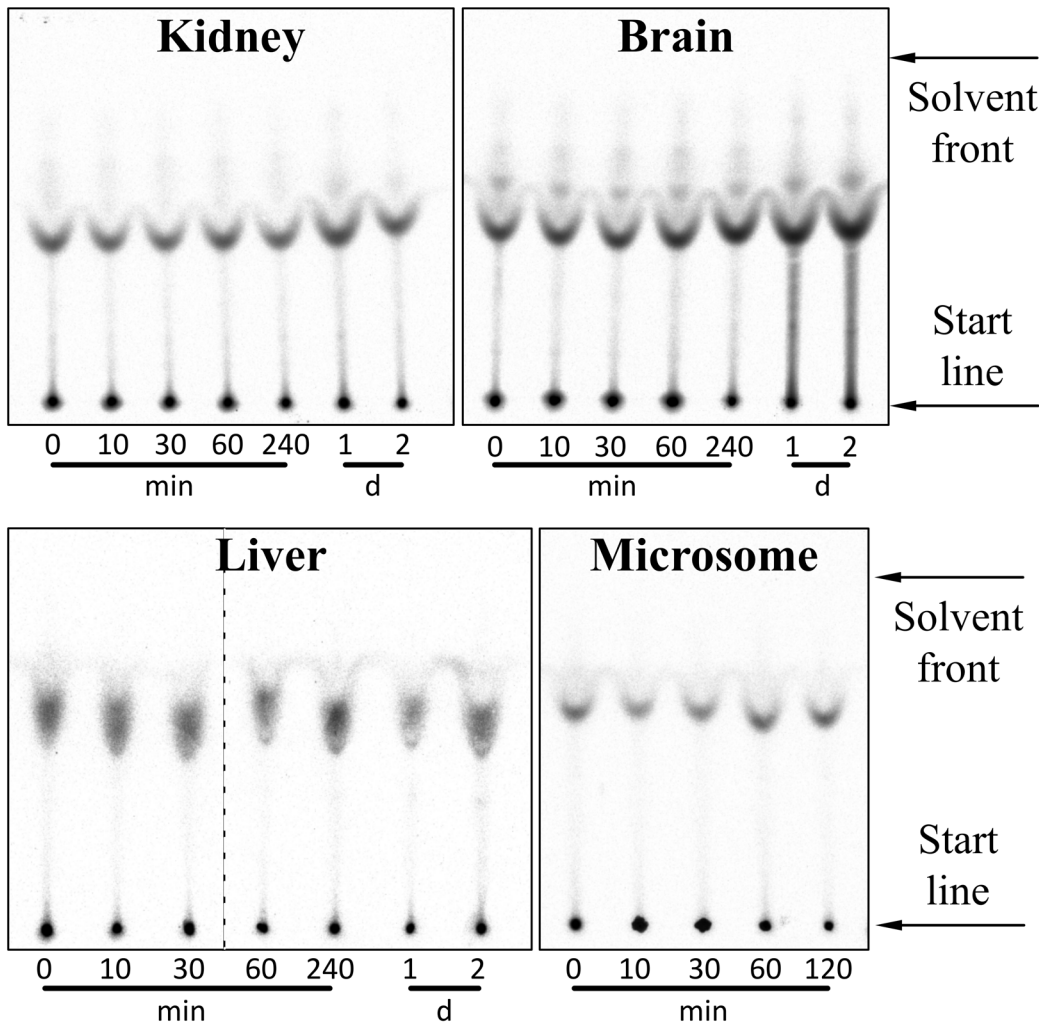 Kidney
Brain
Solvent
front
Start
line
0 10 30 60 240 1 2
min d
0 10 30 60 240 1 2
min d
Liver
Microsome
Solvent
front
Start
line
0 10 30 60 240 1 2
min d
0 10 30 60 120
min